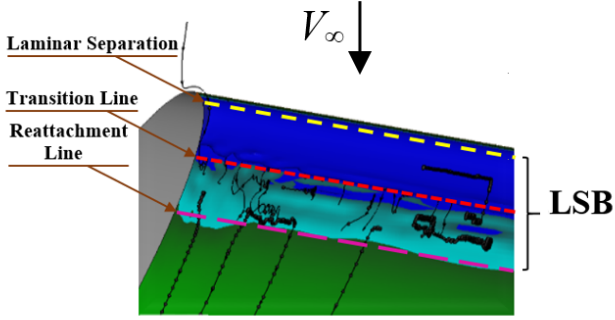 V∞
Laminar Separation
Transition Line
Reattachment
Line
LSB